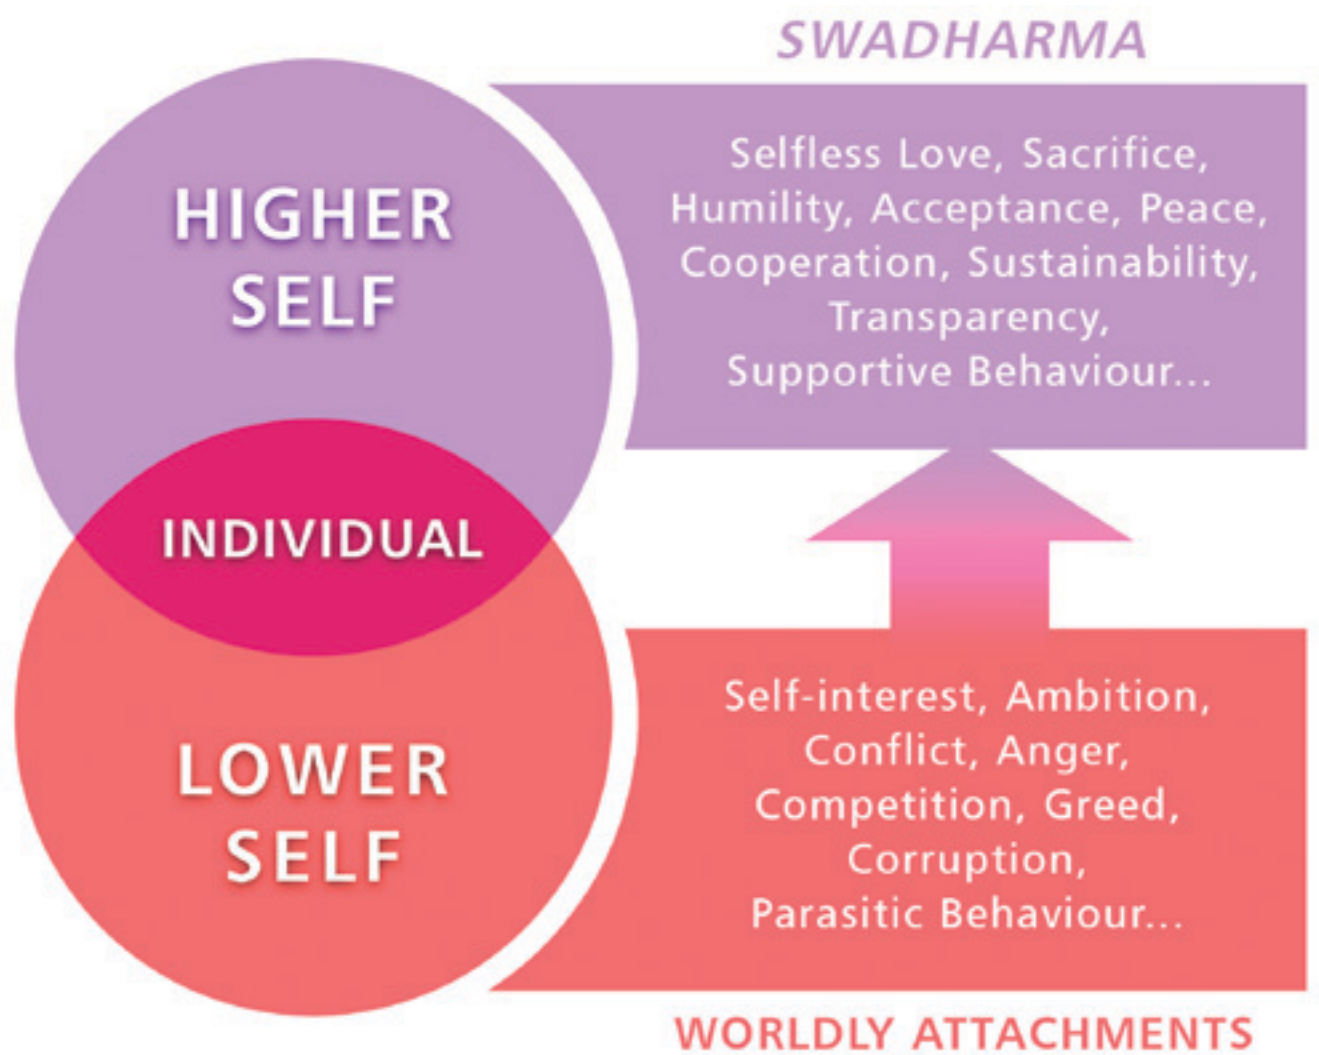 SWADHARMA
HIGHER
SELF
Selfless Love, Sacrifice,
Humility, Acceptance, Peace,
Cooperation, Sustainability,
Transparency,
Supportive Behaviour...
INDIVIDUAL
LOWER
SELF
Self-interest, Ambition,
Conflict, Anger,
Competition, Greed,
Corruption,
Parasitic Behaviour...
WORLDLY ATTACHMENTS